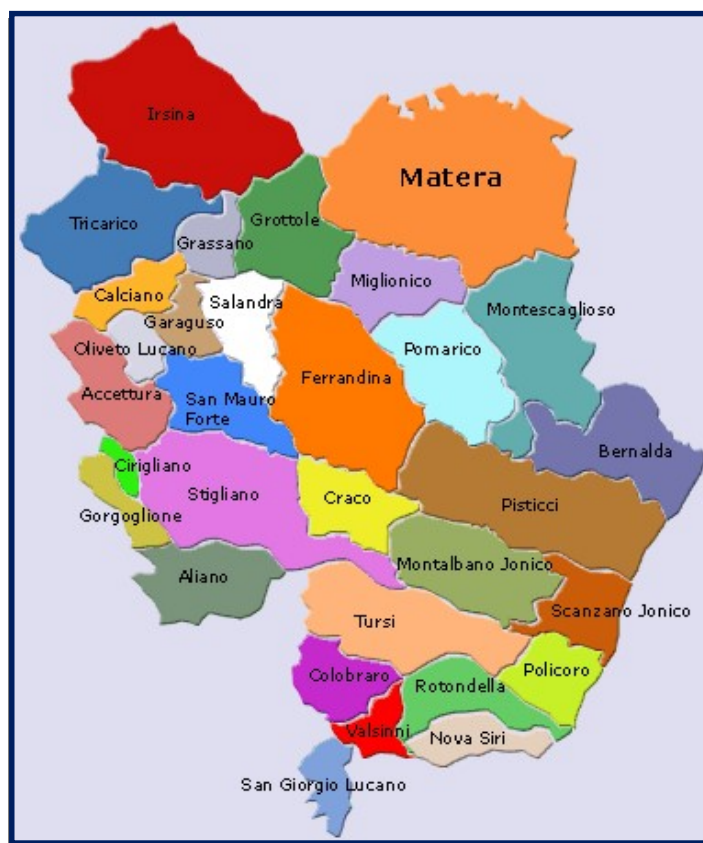 Irsina
Matera
Tricarico
Grottole
Grassano
Miglionico
Calciano
Salandra
Montescaglioso
Garaguso
Oliveto Lucano
Pomarico
Ferrandina
Accettura
San Mauro
Forte
Bernalda
Cirigliano
Stigliano
Craco
Pisticci
Gorgoglione
Montalbano Jonico
Aliano
Scanzano Jonico
Tursi
Policoro
Colobraro
Rotondella
Valsinni
Nova Siri
San Giorgio Lucano